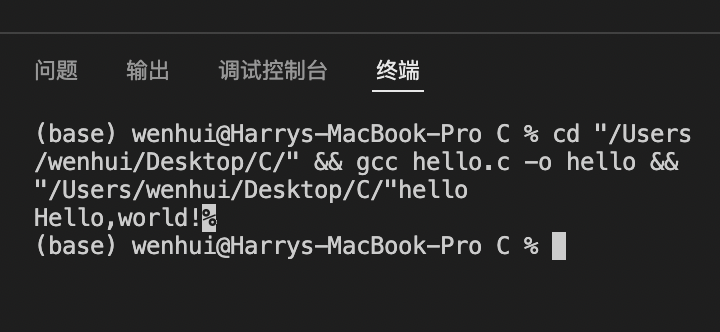 问题 输出 调试控制台 终端
(base) wenhui@Harrys-MacBook-Pro C % cd "/Users
/wenhui/Desktop/C/" && gcc hello.c -o hello &&
"/Users/wenhui/Desktop/C/"hello
Hello,world!%
(base) wenhui@Harrys-MacBook-Pro C %